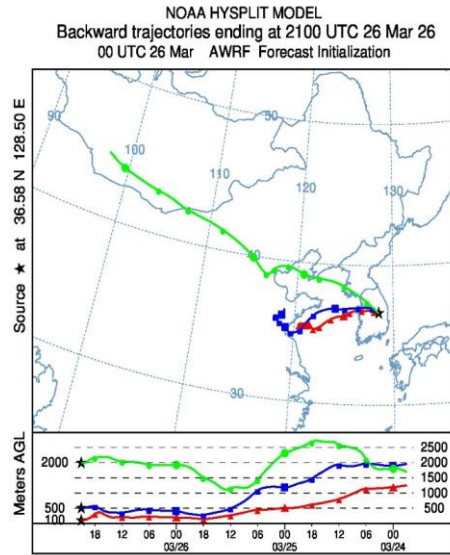 NOAA HYSPLIT MODEL
Backward trajectories ending at 2100 UTC 26 Mar 26
00 UTC 26 Mar AWRF Forecast Initialization
Source ★ at 36.58 N 128.50 E
90
100
110
120
130
40
30
Meters AGL
2000
500
100
2500
2000
1500
1000
500
18 12 06 00 18 12 06 00 18 12 06 00
03/26 03/25 03/24